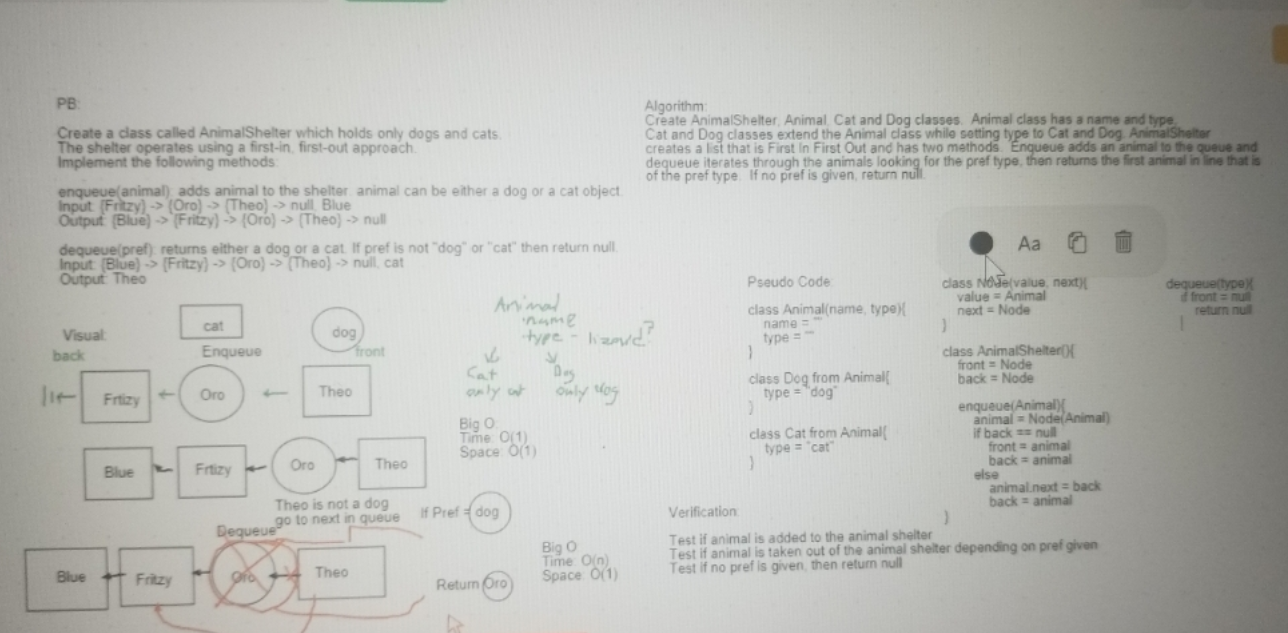 PB:
Create a class called AnimalShelter which holds only dogs and cats.
The shelter operates using a first-in, first-out approach.
Implement the following methods:
enqueue(animal): adds animal to the shelter. animal can be either a dog or a cat object.
Input: {Fritzy} -> {Oro} -> {Theo} -> null, Blue
Output: {Blue} -> {Fritzy} -> {Oro} -> {Theo} -> null
dequeue(pref): returns either a dog or a cat. If pref is not "dog" or "cat" then return null.
Input: {Blue} -> {Fritzy} -> {Oro} -> {Theo} -> null, cat
Output: Theo
Visual:
cat
dog
Enqueue
back
front
Frtizy
Oro
Theo
Blue
Frtizy
Oro
Theo
Theo is not a dog
go to next in queue
If Pref =
dog
Dequeue
Blue
Fritzy
Oro
Theo
Return
Oro
Animal
name
type -
Cat
Dog
only cat
only dog
Big O:
Time: O(1)
Space: O(1)
Big O
Time: O(n)
Space: O(1)
Algorithm:
Create AnimalShelter, Animal, Cat and Dog classes. Animal class has a name and type.
Cat and Dog classes extend the Animal class while setting type to Cat and Dog. AnimalShelter
creates a list that is First In First Out and has two methods. Enqueue adds an animal to the queue and
dequeue iterates through the animals looking for the pref type, then returns the first animal in line that is
of the pref type. If no pref is given, return null.
Aa
Pseudo Code:
class Animal(name, type){
name = ""
type = ""
}
class Dog from Animal{
type = "dog"
}
class Cat from Animal{
type = "cat"
}
class Node(value, next){
value = Animal
next = Node
}
class AnimalShelter(){
front = Node
back = Node
enqueue(Animal){
animal = Node(Animal)
if back == null
front = animal
back = animal
else
animal.next = back
back = animal
}
dequeue(type){
if front = null
return null
Verification:
Test if animal is added to the animal shelter
Test if animal is taken out of the animal shelter depending on pref given
Test if no pref is given, then return null